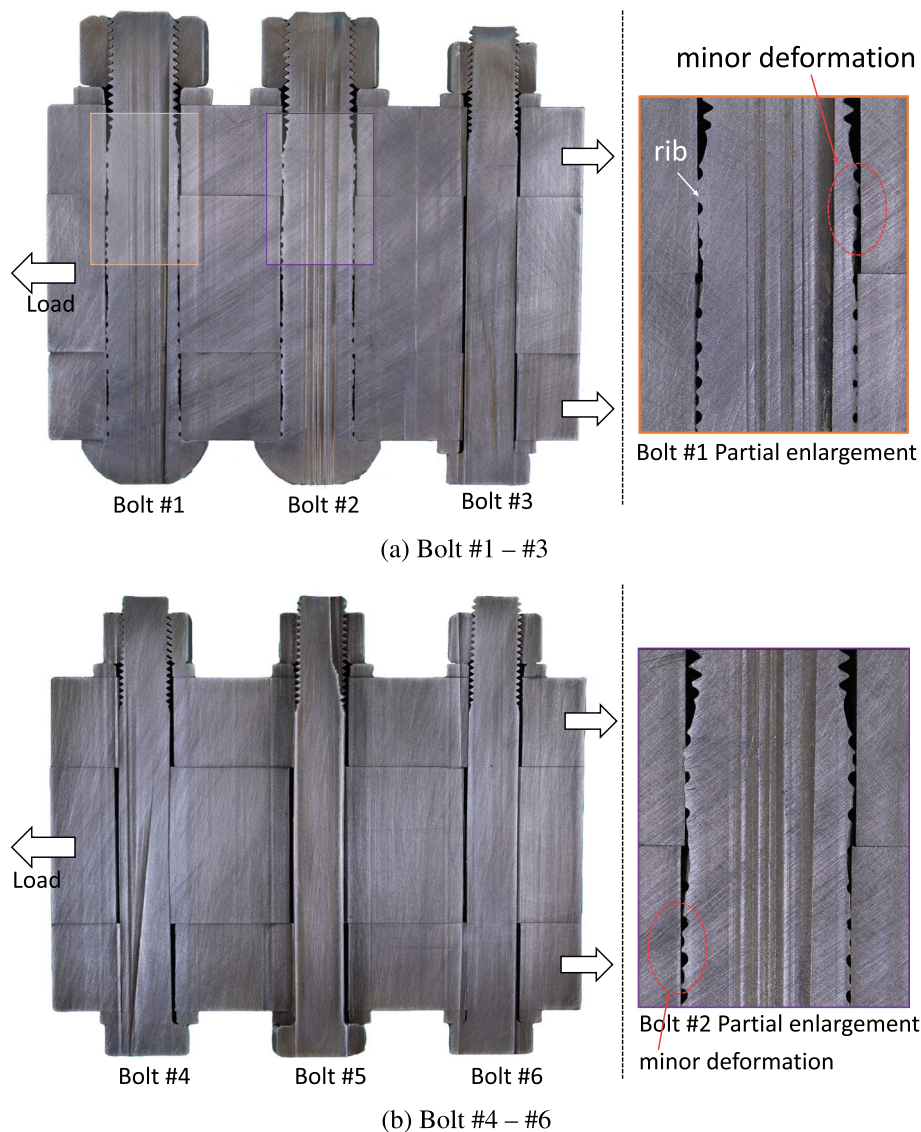 minor deformation
rib
Load
Bolt #1 Partial enlargement
Bolt #1
Bolt #2
Bolt #3
(a) Bolt #1 – #3
Load
Bolt #2 Partial enlargement
minor deformation
Bolt #4
Bolt #5
Bolt #6
(b) Bolt #4 – #6